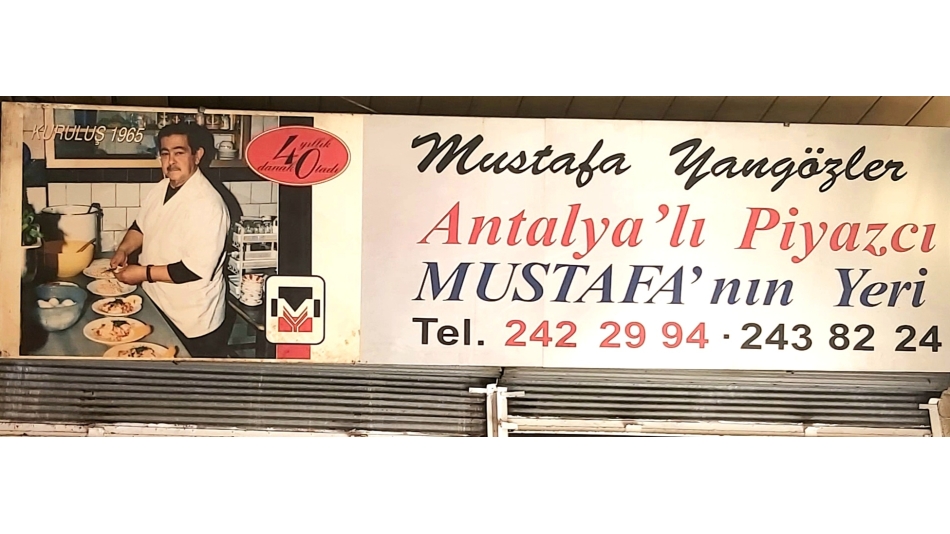 KURULUŞ 1965
40 yıllık
damak tadı
Mustafa Yangözler
Antalya'lı Piyazcı
MUSTAFA'nın Yeri
Tel. 242 29 94 · 243 82 24
MY